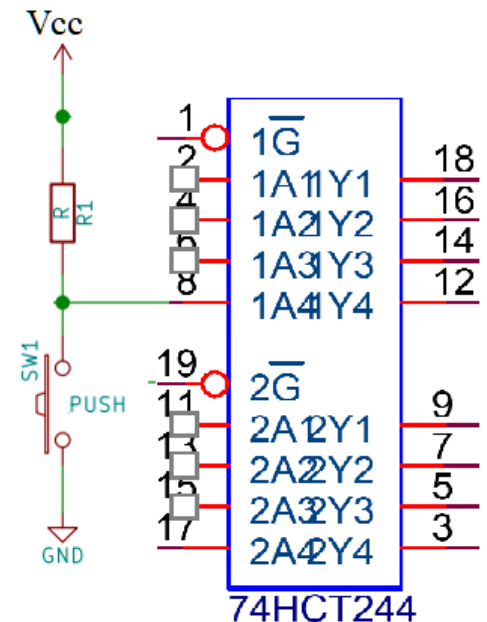 Vcc
R
R1
SW1
PUSH
GND
1
2
4
6
8
19
11
13
15
17
1G
1A1 1Y1
1A2 1Y2
1A3 1Y3
1A4 1Y4
2G
2A1 2Y1
2A2 2Y2
2A3 2Y3
2A4 2Y4
18
16
14
12
9
7
5
3
74HCT244